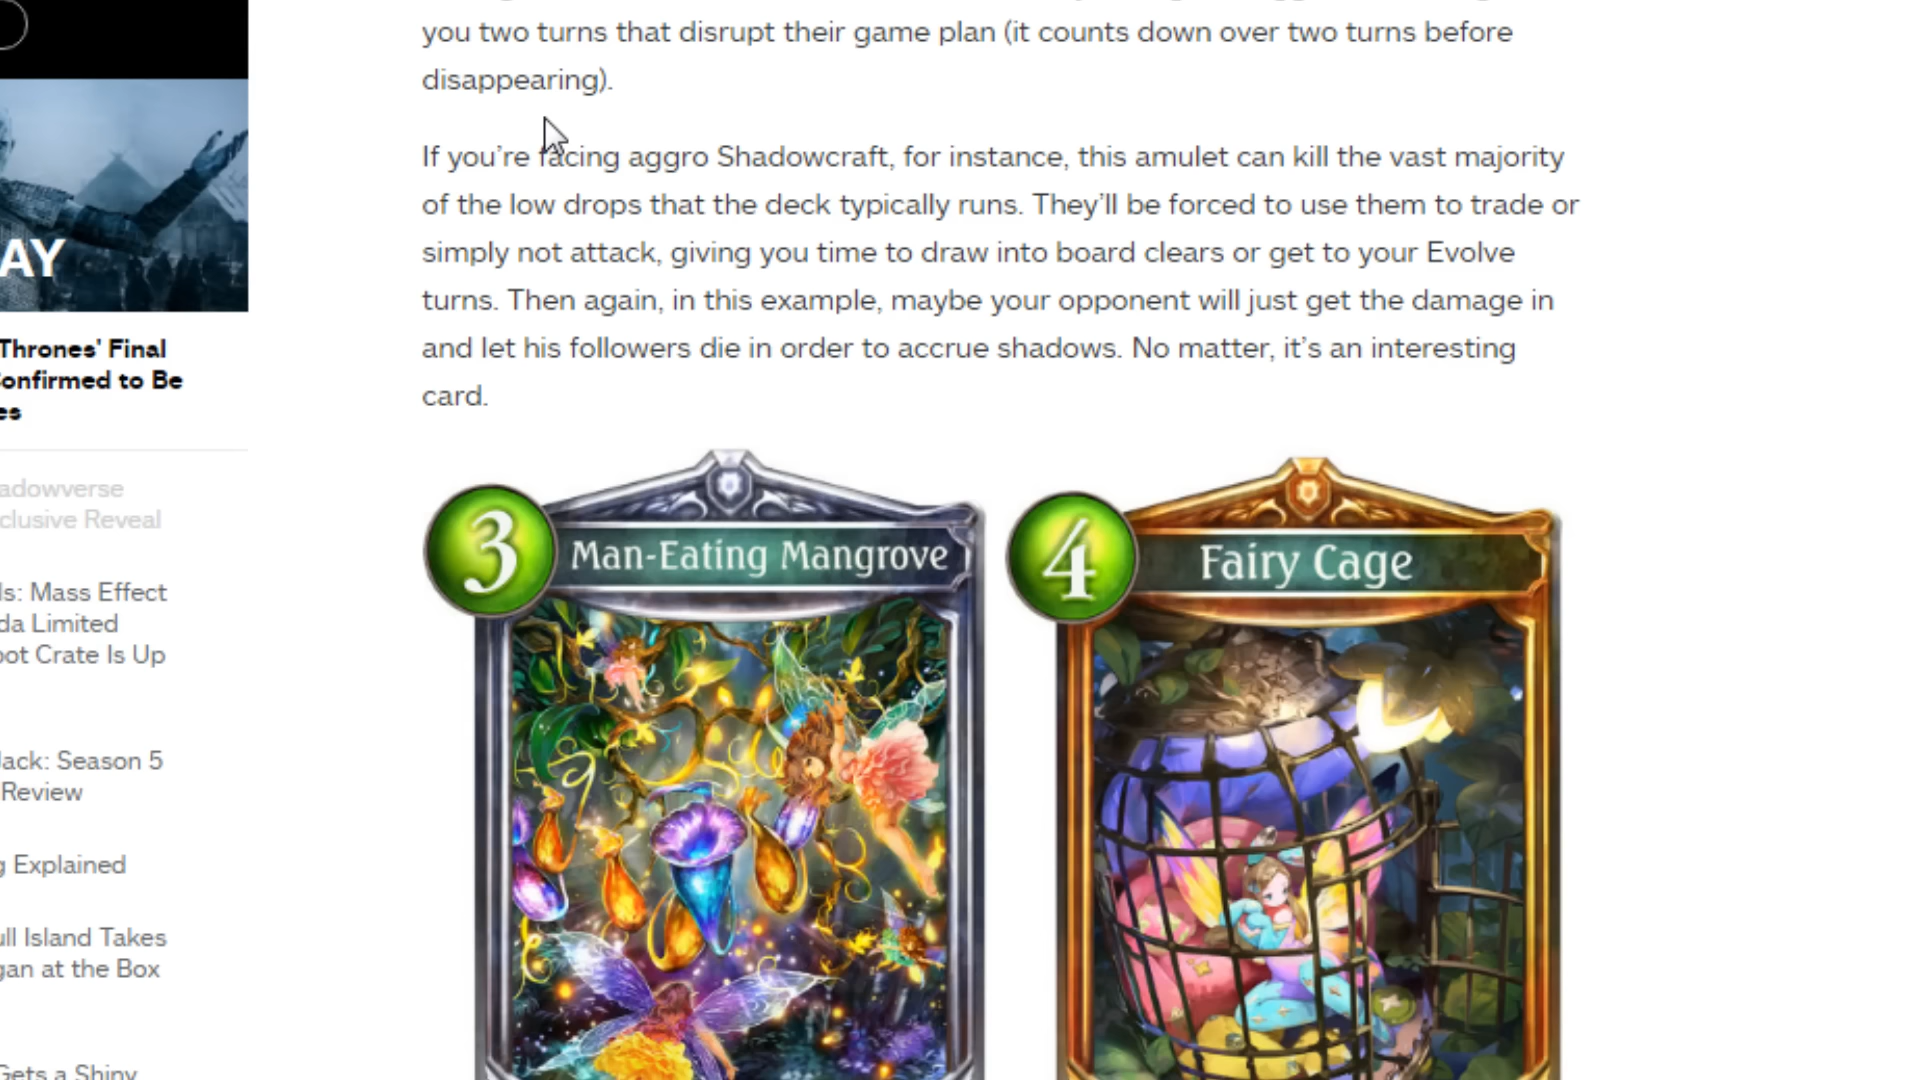 you two turns that disrupt their game plan (it counts down over two turns before
disappearing).
If you're facing aggro Shadowcraft, for instance, this amulet can kill the vast majority
of the low drops that the deck typically runs. They'll be forced to use them to trade or
simply not attack, giving you time to draw into board clears or get to your Evolve
turns. Then again, in this example, maybe your opponent will just get the damage in
and let his followers die in order to accrue shadows. No matter, it's an interesting
card.
3 Man-Eating Mangrove
4 Fairy Cage
AY
Thrones' Final
onfirmed to Be
es
adowverse
clusive Reveal
ls: Mass Effect
da Limited
oot Crate Is Up
Jack: Season 5
Review
g Explained
ull Island Takes
gan at the Box
Gets a Shiny